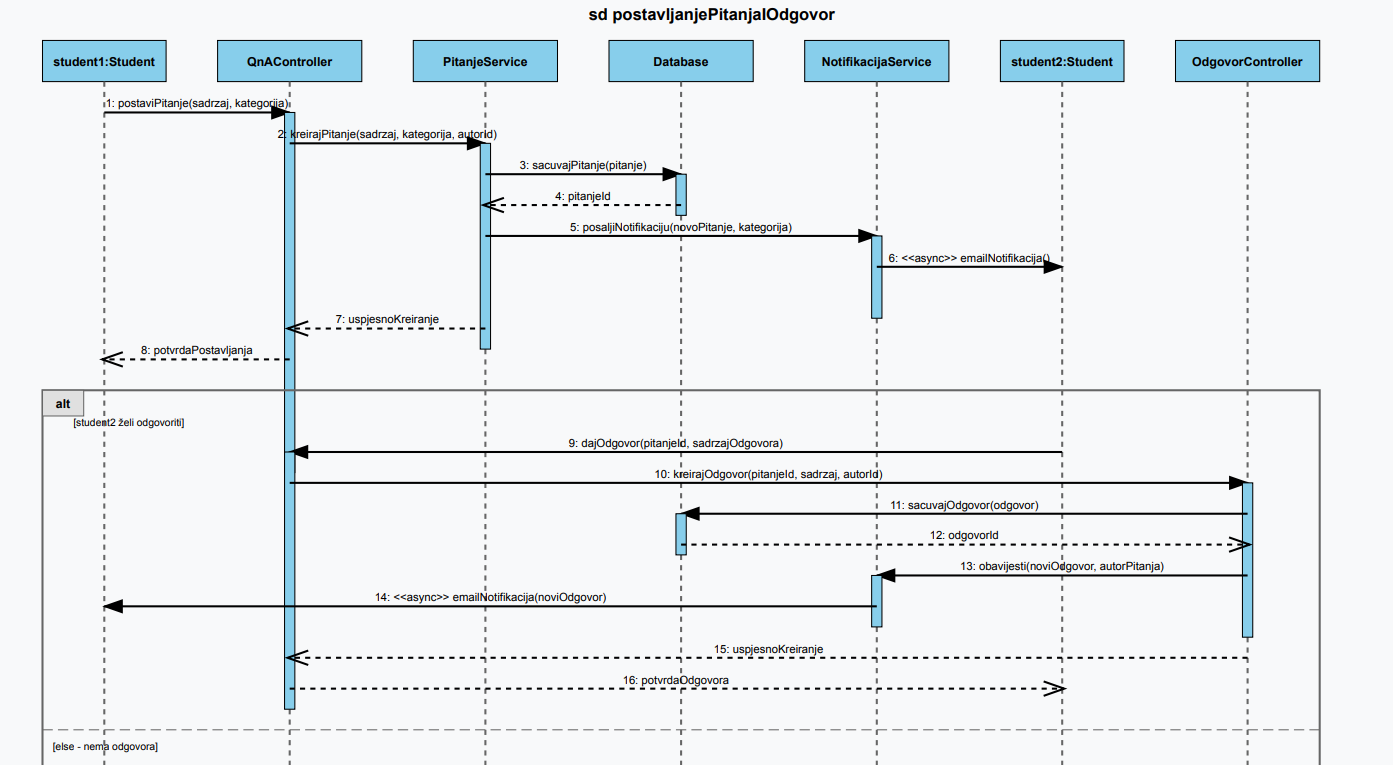 sd postavljanjePitanjaIOdgovor
student1:Student
QnAController
PitanjeService
Database
NotifikacijaService
student2:Student
OdgovorController
1: postaviPitanje(sadrzaj, kategorija)
2: kreirajPitanje(sadrzaj, kategorija, autorId)
3: sacuvajPitanje(pitanje)
4: pitanjeId
5: posaljiNotifikaciju(novoPitanje, kategorija)
6: <<async>> emailNotifikacija()
7: uspjesnoKreiranje
8: potvrdaPostavljanja
alt
[student2 želi odgovoriti]
9: dajOdgovor(pitanjeId, sadrzajOdgovora)
10: kreirajOdgovor(pitanjeId, sadrzaj, autorId)
11: sacuvajOdgovor(odgovor)
12: odgovorId
13: obavijesti(noviOdgovor, autorPitanja)
14: <<async>> emailNotifikacija(noviOdgovor)
15: uspjesnoKreiranje
16: potvrdaOdgovora
[else - nema odgovora]